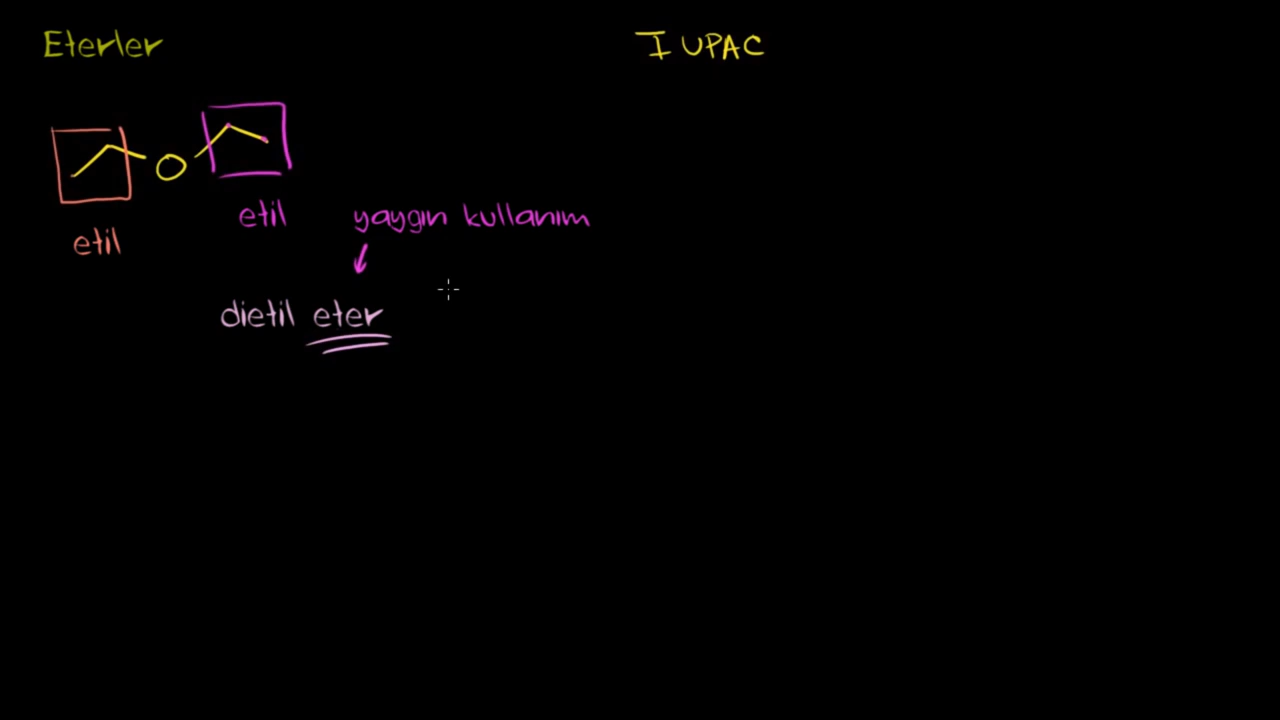 Eterler
IUPAC
O
etil
etil
yaygın kullanım
dietil eter